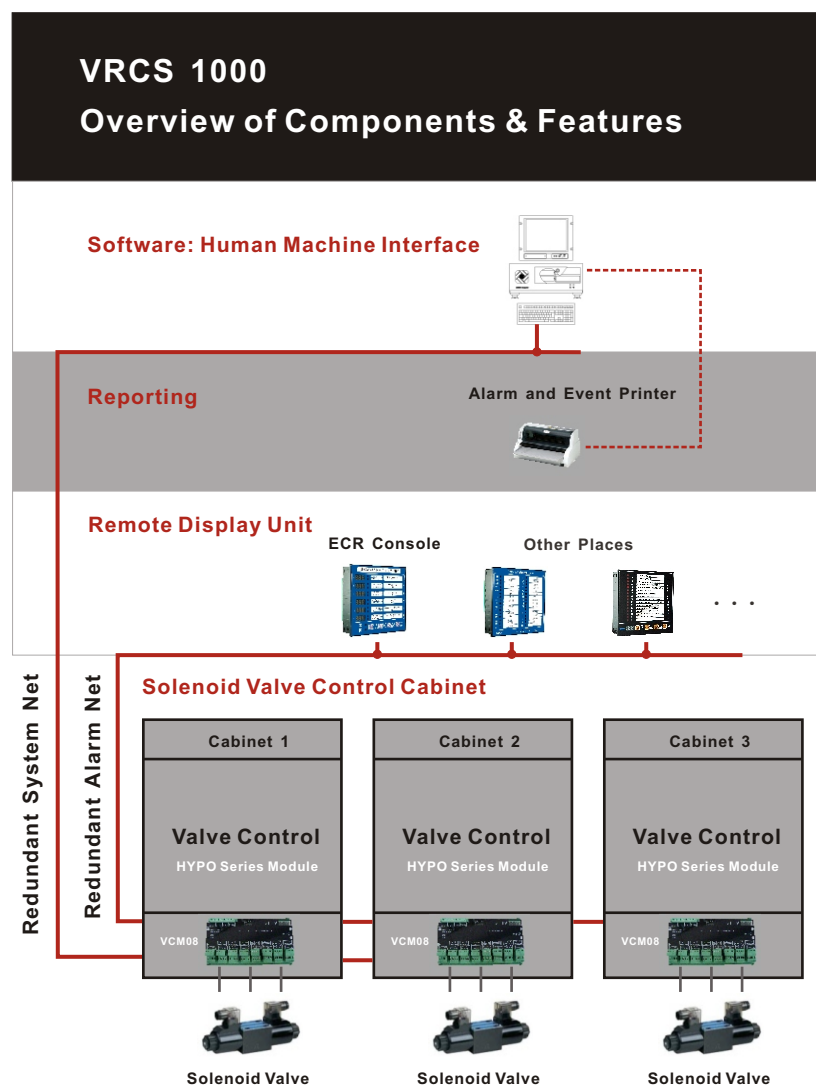 VRCS 1000
Overview of Components & Features
Software: Human Machine Interface
Reporting
Alarm and Event Printer
Remote Display Unit
ECR Console
Other Places
. . .
Redundant System Net
Redundant Alarm Net
Solenoid Valve Control Cabinet
Cabinet 1
Cabinet 2
Cabinet 3
Valve Control
HYPO Series Module
Valve Control
HYPO Series Module
Valve Control
HYPO Series Module
VCM08
VCM08
VCM08
Solenoid Valve
Solenoid Valve
Solenoid Valve